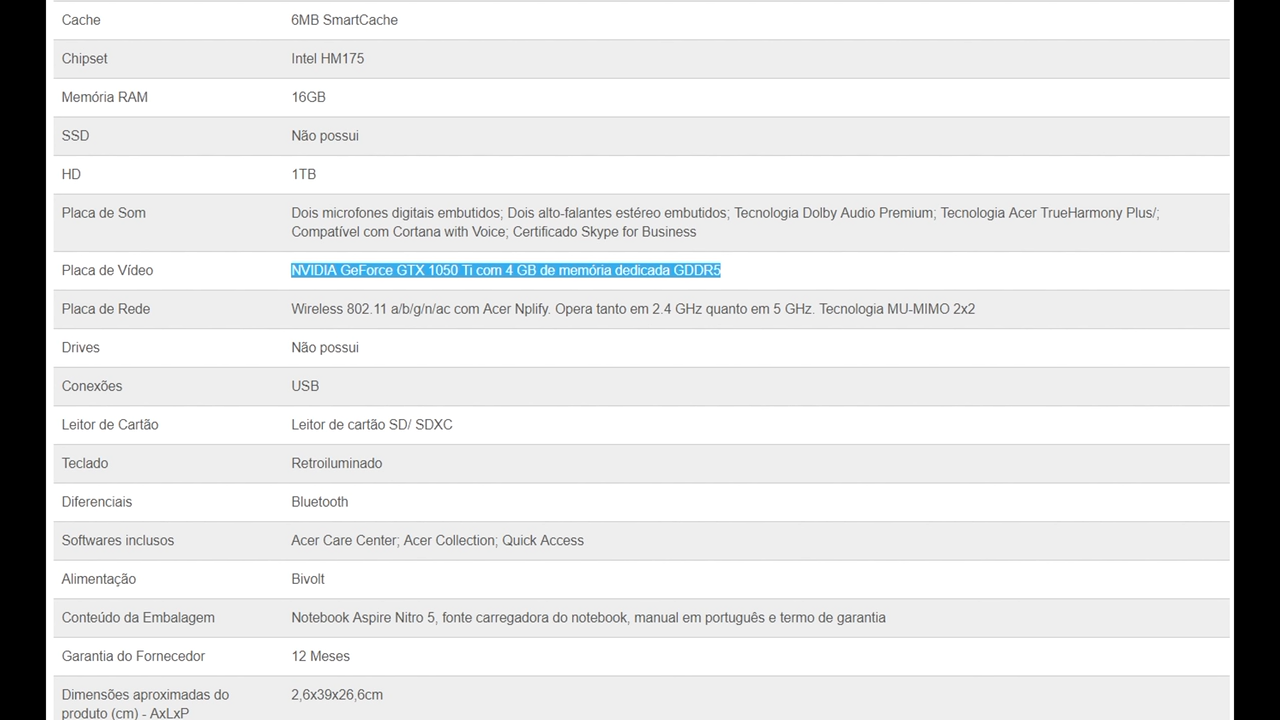 Cache 6MB SmartCache
Chipset Intel HM175
Memória RAM 16GB
SSD Não possui
HD 1TB
Placa de Som Dois microfones digitais embutidos; Dois alto-falantes estéreo embutidos; Tecnologia Dolby Audio Premium; Tecnologia Acer TrueHarmony Plus/;
Compatível com Cortana with Voice; Certificado Skype for Business
Placa de Vídeo NVIDIA GeForce GTX 1050 Ti com 4 GB de memória dedicada GDDR5
Placa de Rede Wireless 802.11 a/b/g/n/ac com Acer Nplify. Opera tanto em 2.4 GHz quanto em 5 GHz. Tecnologia MU-MIMO 2x2
Drives Não possui
Conexões USB
Leitor de Cartão Leitor de cartão SD/ SDXC
Teclado Retroiluminado
Diferenciais Bluetooth
Softwares inclusos Acer Care Center; Acer Collection; Quick Access
Alimentação Bivolt
Conteúdo da Embalagem Notebook Aspire Nitro 5, fonte carregadora do notebook, manual em português e termo de garantia
Garantia do Fornecedor 12 Meses
Dimensões aproximadas do 2,6x39x26,6cm
produto (cm) - AxLxP